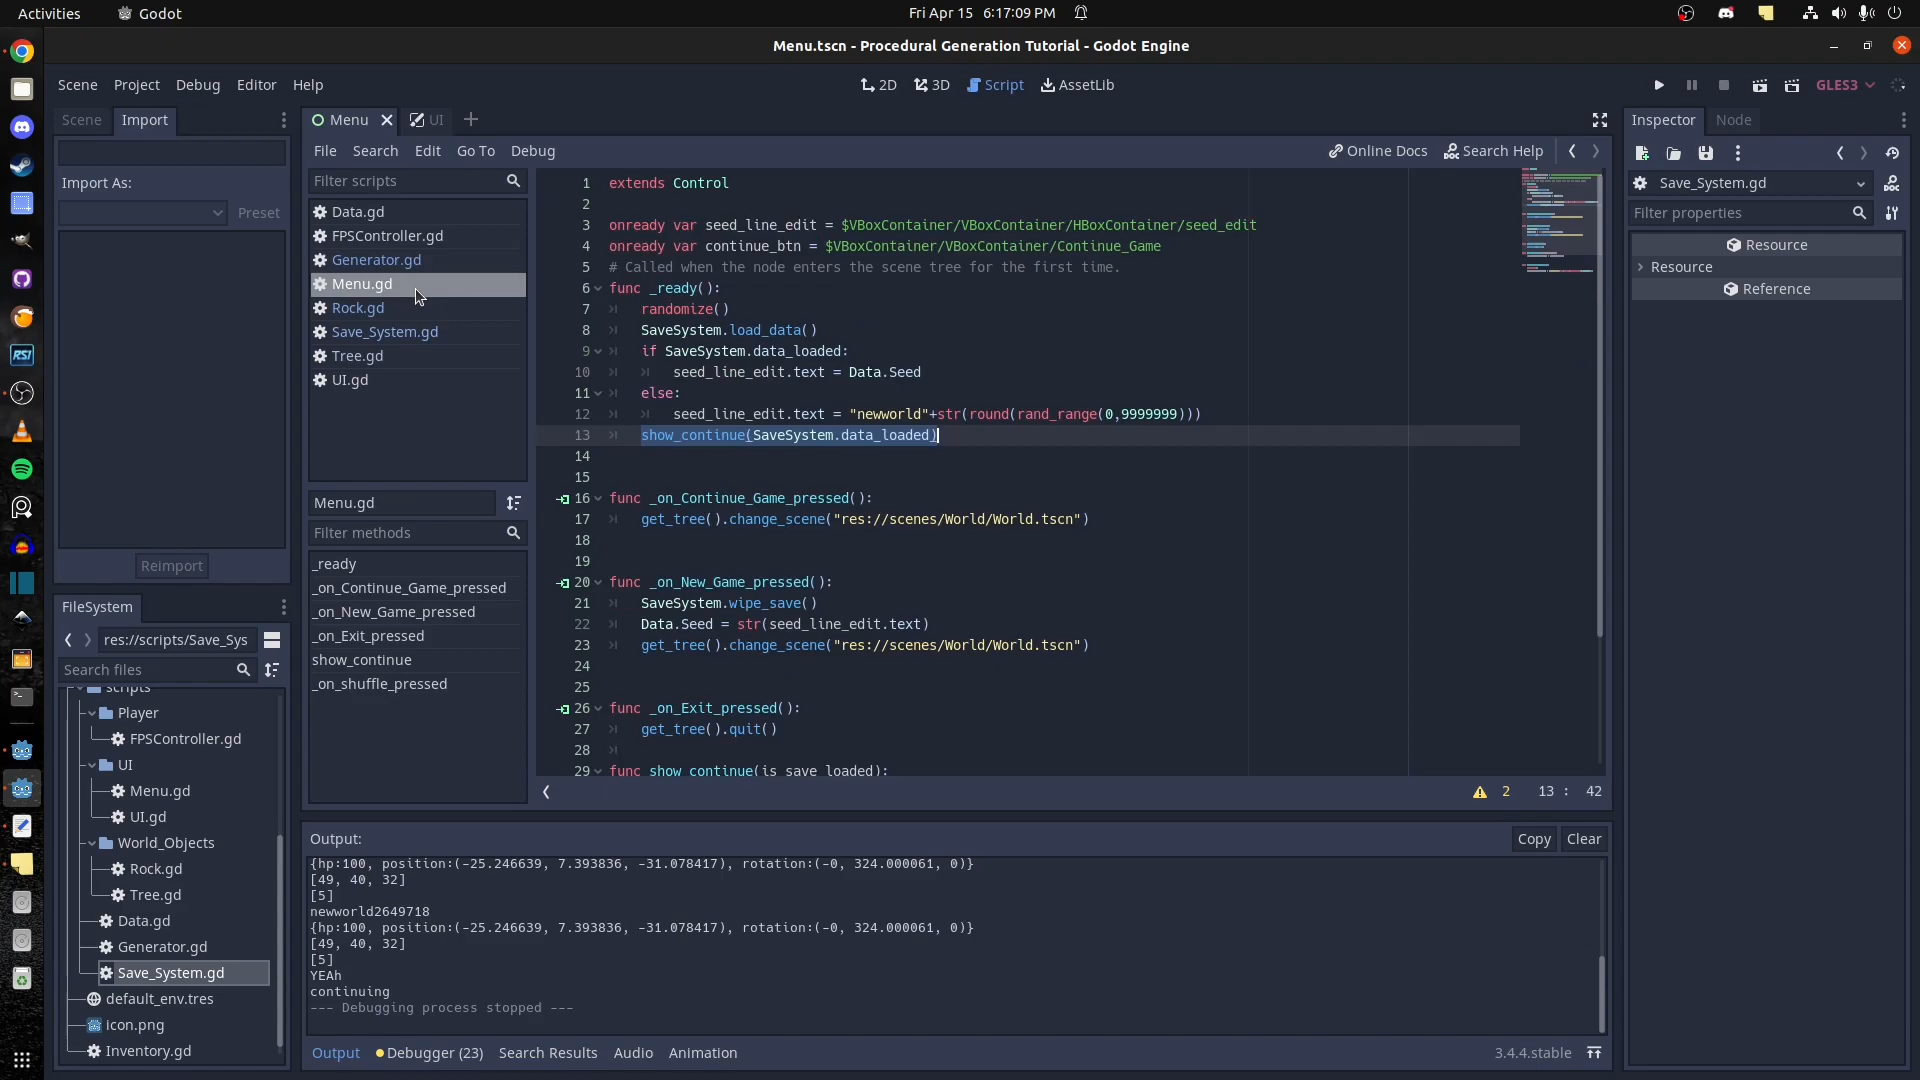 Activities
Godot
Fri Apr 15 6:17:09 PM
Menu.tscn - Procedural Generation Tutorial - Godot Engine
Scene Project Debug Editor Help
2D 3D Script AssetLib
GLES3
Scene Import
Import As:
Preset
Reimport
Menu UI
File Search Edit Go To Debug
Online Docs Search Help
Filter scripts
Data.gd
FPSController.gd
Generator.gd
Menu.gd
Rock.gd
Save_System.gd
Tree.gd
UI.gd
Menu.gd
Filter methods
_ready
_on_Continue_Game_pressed
_on_New_Game_pressed
_on_Exit_pressed
show_continue
_on_shuffle_pressed
1 extends Control
2
3 onready var seed_line_edit = $VBoxContainer/VBoxContainer/HBoxContainer/seed_edit
4 onready var continue_btn = $VBoxContainer/VBoxContainer/Continue_Game
5 # Called when the node enters the scene tree for the first time.
6 func _ready():
7 randomize()
8 SaveSystem.load_data()
9 if SaveSystem.data_loaded:
10 seed_line_edit.text = Data.Seed
11 else:
12 seed_line_edit.text = "newworld"+str(round(rand_range(0,9999999)))
13 show_continue(SaveSystem.data_loaded)
14
15
16 func _on_Continue_Game_pressed():
17 get_tree().change_scene("res://scenes/World/World.tscn")
18
19
20 func _on_New_Game_pressed():
21 SaveSystem.wipe_save()
22 Data.Seed = str(seed_line_edit.text)
23 get_tree().change_scene("res://scenes/World/World.tscn")
24
25
26 func _on_Exit_pressed():
27 get_tree().quit()
28
29 func show_continue(is_save_loaded):
2 13 : 42
FileSystem
res://scripts/Save_Sys
Search files
scripts
Player
FPSController.gd
UI
Menu.gd
UI.gd
World_Objects
Rock.gd
Tree.gd
Data.gd
Generator.gd
Save_System.gd
default_env.tres
icon.png
Inventory.gd
Output:
Copy Clear
{hp:100, position:(-25.246639, 7.393836, -31.078417), rotation:(-0, 324.000061, 0)}
[49, 40, 32]
[5]
newworld2649718
{hp:100, position:(-25.246639, 7.393836, -31.078417), rotation:(-0, 324.000061, 0)}
[49, 40, 32]
[5]
YEAh
continuing
--- Debugging process stopped ---
Output Debugger (23) Search Results Audio Animation
3.4.4.stable
Inspector Node
Save_System.gd
Filter properties
Resource
Resource
Reference
RSI